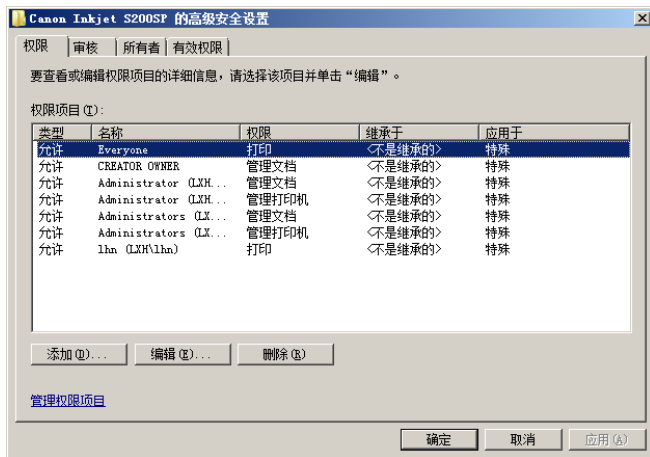 Canon Inkjet S200SP 的高级安全设置
权限 审核 所有者 有效权限
要查看或编辑权限项目的详细信息，请选择该项目并单击“编辑”。
权限项目(T):
类型 名称 权限 继承于 应用于
允许 Everyone 打印 <不是继承的> 特殊
允许 CREATOR OWNER 管理文档 <不是继承的> 特殊
允许 Administrator (LXH... 管理文档 <不是继承的> 特殊
允许 Administrator (LXH... 管理打印机 <不是继承的> 特殊
允许 Administrators (LX... 管理文档 <不是继承的> 特殊
允许 Administrators (LX... 管理打印机 <不是继承的> 特殊
允许 lhn (LXH\lhn) 打印 <不是继承的> 特殊
添加(D)... 编辑(E)... 删除(R)
管理权限项目
确定 取消 应用(A)